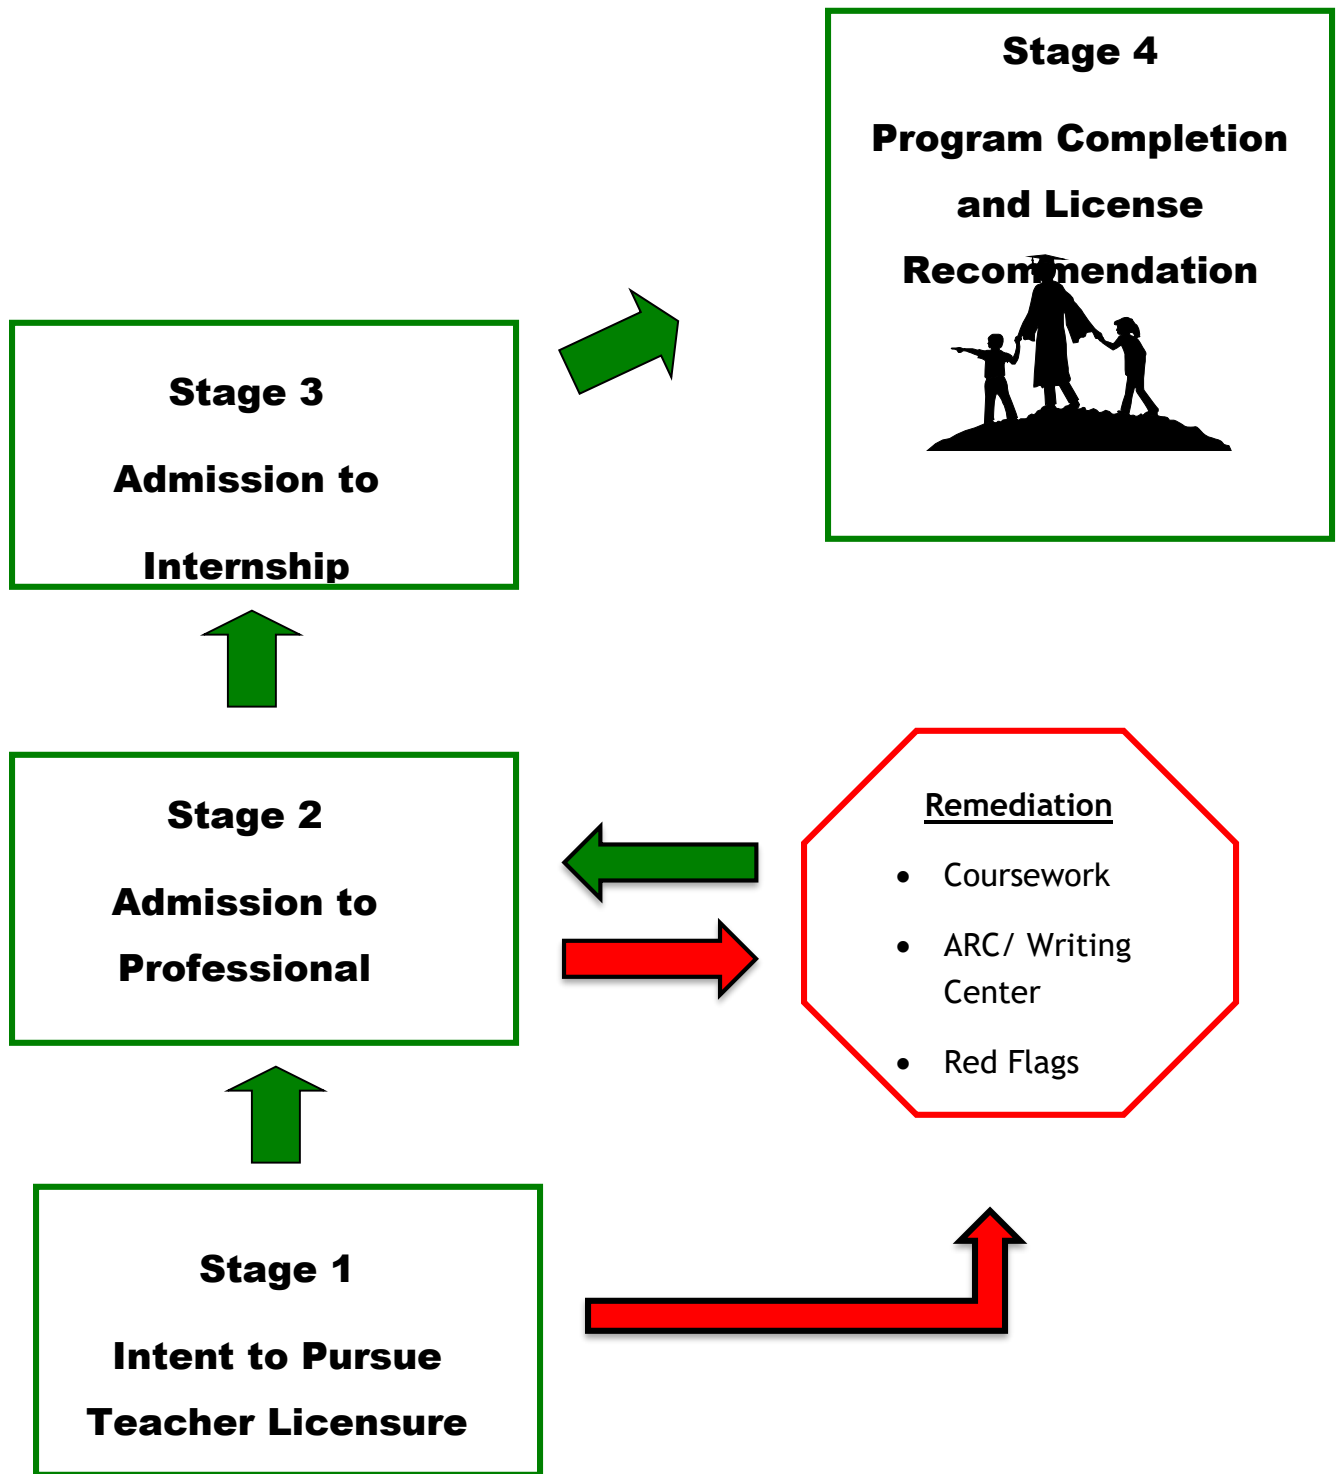 Stage 4
Program Completion
and License
Recommendation
Stage 3
Admission to
Internship
Stage 2
Admission to
Professional
Remediation
• Coursework
• ARC/ Writing
Center
• Red Flags
Stage 1
Intent to Pursue
Teacher Licensure